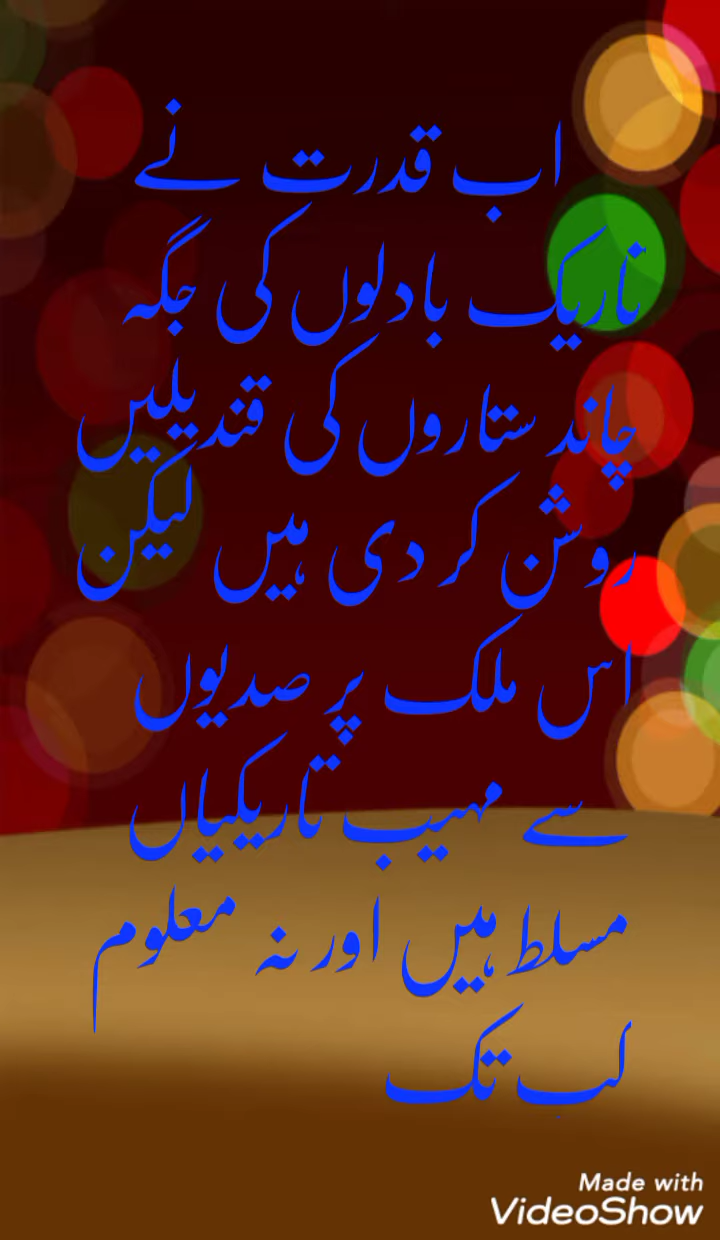 اب قدرت نے
تاریک بادلوں کی جگہ
چاند ستاروں کی قندیلیں
روشن کر دی ہیں لیکن
اس ملک پر صدیوں
سے مہیب تاریکیاں
مسلط ہیں اور نہ معلوم
کب تک
Made with
VideoShow